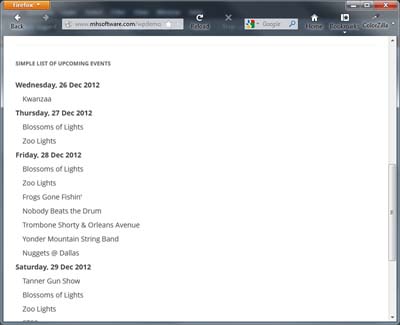 Firefox
Back
www.mhsoftware.com/wpdemo
Reload
Stop
Google
Home
Bookmarks
ColorZilla
SIMPLE LIST OF UPCOMING EVENTS
Wednesday, 26 Dec 2012
Kwanzaa
Thursday, 27 Dec 2012
Blossoms of Lights
Zoo Lights
Friday, 28 Dec 2012
Blossoms of Lights
Zoo Lights
Frogs Gone Fishin'
Nobody Beats the Drum
Trombone Shorty & Orleans Avenue
Yonder Mountain String Band
Nuggets @ Dallas
Saturday, 29 Dec 2012
Tanner Gun Show
Blossoms of Lights
Zoo Lights